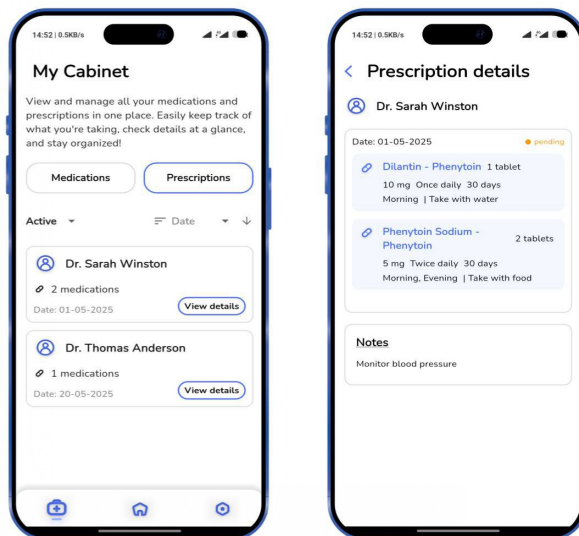 14:52 | 0.5KB/s
My Cabinet
View and manage all your medications and
prescriptions in one place. Easily keep track of
what you're taking, check details at a glance,
and stay organized!
Medications Prescriptions
Active Date
Dr. Sarah Winston
2 medications
Date: 01-05-2025 View details
Dr. Thomas Anderson
1 medications
Date: 20-05-2025 View details
14:52 | 0.5KB/s
Prescription details
Dr. Sarah Winston
Date: 01-05-2025 pending
Dilantin - Phenytoin 1 tablet
10 mg Once daily 30 days
Morning | Take with water
Phenytoin Sodium -
Phenytoin 2 tablets
5 mg Twice daily 30 days
Morning, Evening | Take with food
Notes
Monitor blood pressure